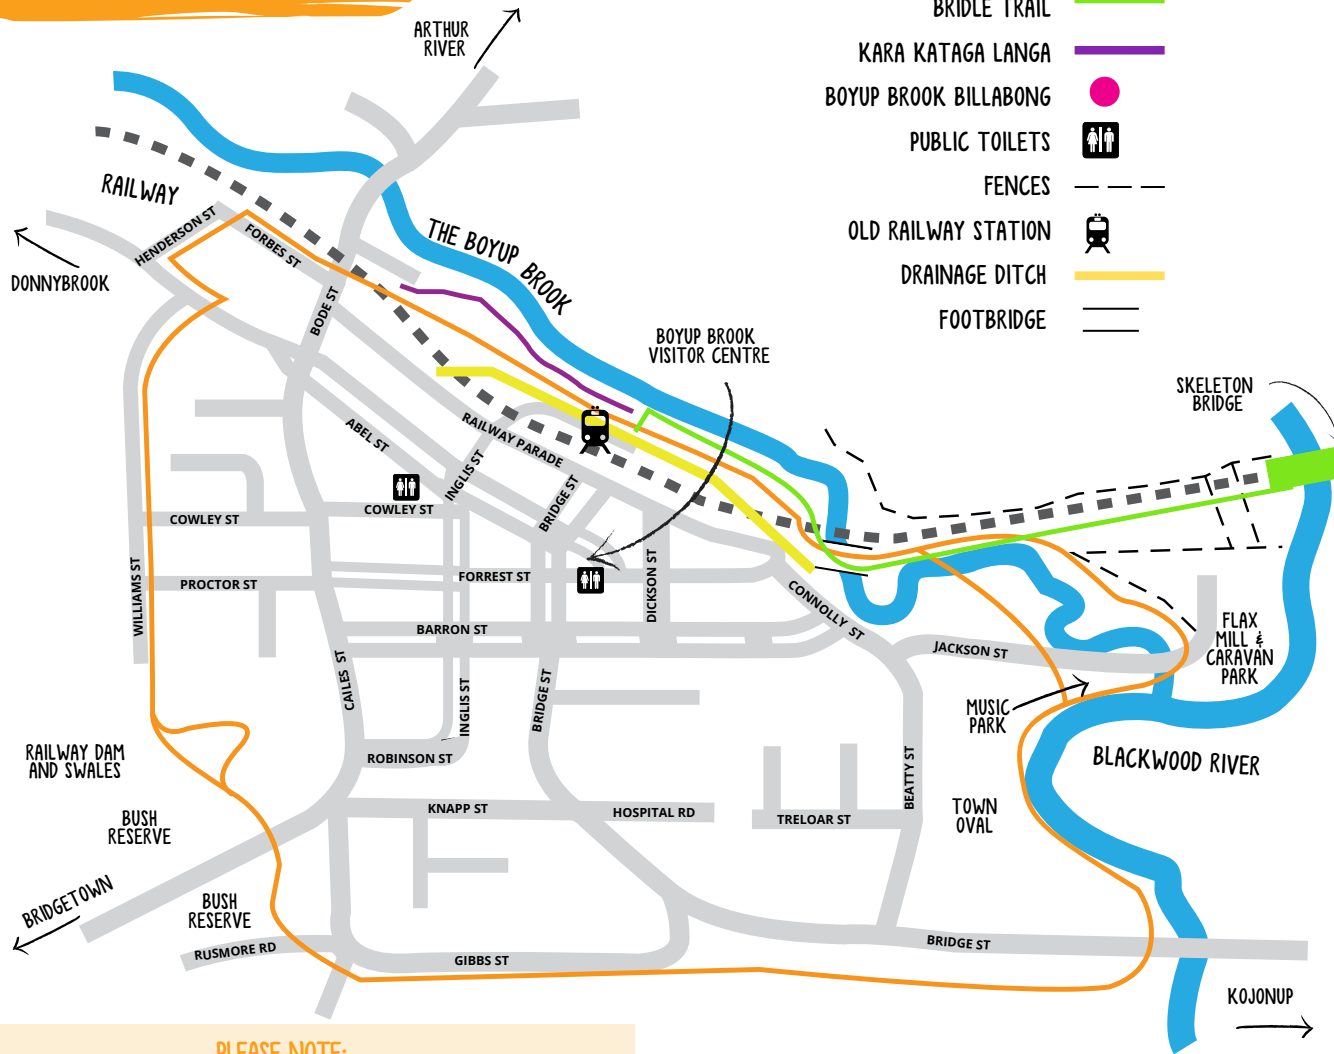 BRIDLE TRAIL
KARA KATAGA LANGA
BOYUP BROOK BILLABONG
PUBLIC TOILETS
FENCES
OLD RAILWAY STATION
DRAINAGE DITCH
FOOTBRIDGE
ARTHUR
RIVER
RAILWAY
HENDERSON ST
FORBES ST
DONNYBROOK
THE BOYUP BROOK
BODE ST
BOYUP BROOK
VISITOR CENTRE
SKELETON
BRIDGE
ABEL ST
RAILWAY PARADE
INGLIS ST
BRIDGE ST
COWLEY ST
COWLEY ST
WILLIAMS ST
PROCTOR ST
FORREST ST
DICKSON ST
CONNOLLY ST
BARRON ST
JACKSON ST
FLAX
MILL &
CARAVAN
PARK
CAILES ST
INGLIS ST
BRIDGE ST
MUSIC
PARK
RAILWAY DAM
AND SWALES
ROBINSON ST
BEATTY ST
BLACKWOOD RIVER
BUSH
RESERVE
KNAPP ST
HOSPITAL RD
TRELOAR ST
TOWN
OVAL
BRIDGETOWN
BUSH
RESERVE
RUSMORE RD
GIBBS ST
BRIDGE ST
KOJONUP
PLEASE NOTE: